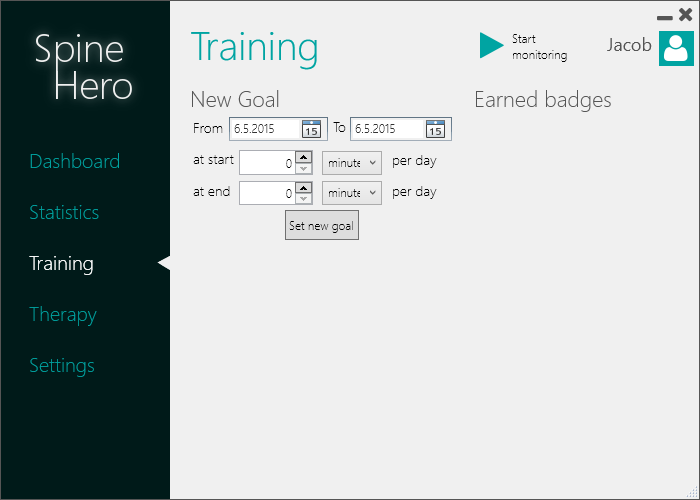 Spine
Hero
Dashboard
Statistics
Training
Therapy
Settings
Training
Start
monitoring
Jacob
New Goal
From 6.5.2015 15 To 6.5.2015 15
at start 0 minute per day
at end 0 minute per day
Set new goal
Earned badges